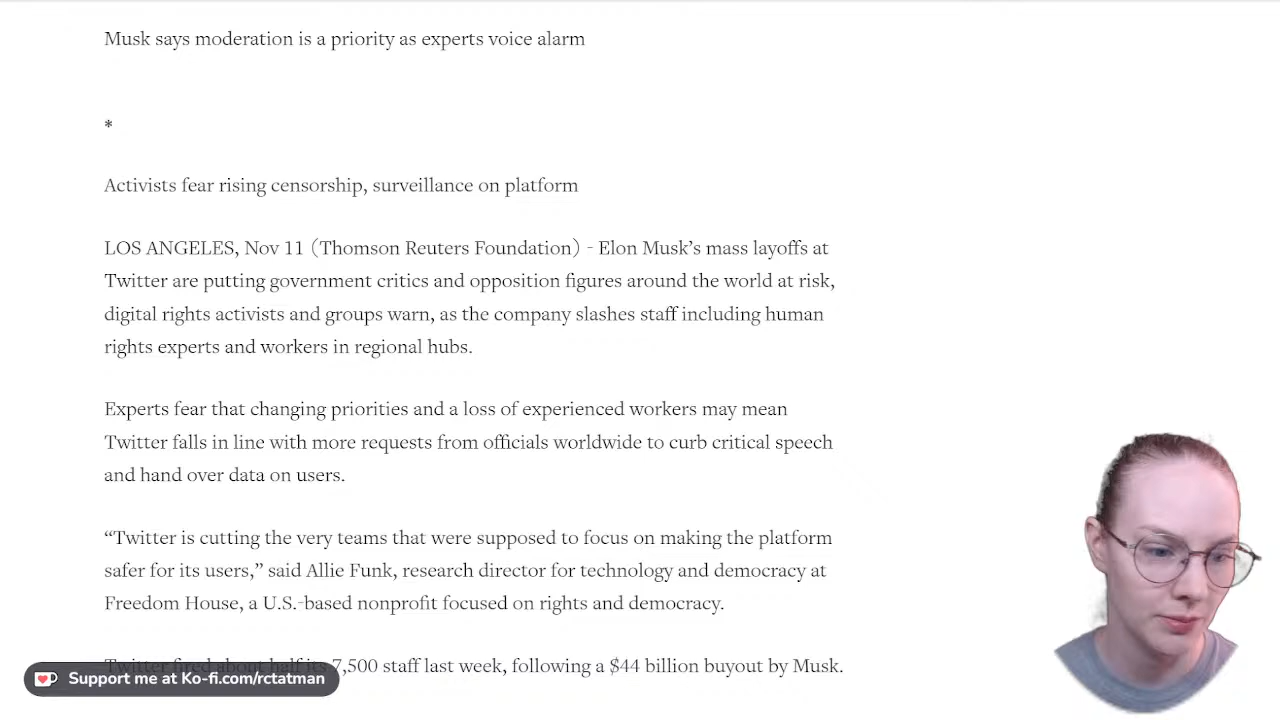 Musk says moderation is a priority as experts voice alarm
*
Activists fear rising censorship, surveillance on platform
LOS ANGELES, Nov 11 (Thomson Reuters Foundation) - Elon Musk’s mass layoffs at
Twitter are putting government critics and opposition figures around the world at risk,
digital rights activists and groups warn, as the company slashes staff including human
rights experts and workers in regional hubs.
Experts fear that changing priorities and a loss of experienced workers may mean
Twitter falls in line with more requests from officials worldwide to curb critical speech
and hand over data on users.
“Twitter is cutting the very teams that were supposed to focus on making the platform
safer for its users,” said Allie Funk, research director for technology and democracy at
Freedom House, a U.S.-based nonprofit focused on rights and democracy.
Twitter fired about half its 7,500 staff last week, following a $44 billion buyout by Musk.
Support me at Ko-fi.com/rctatman